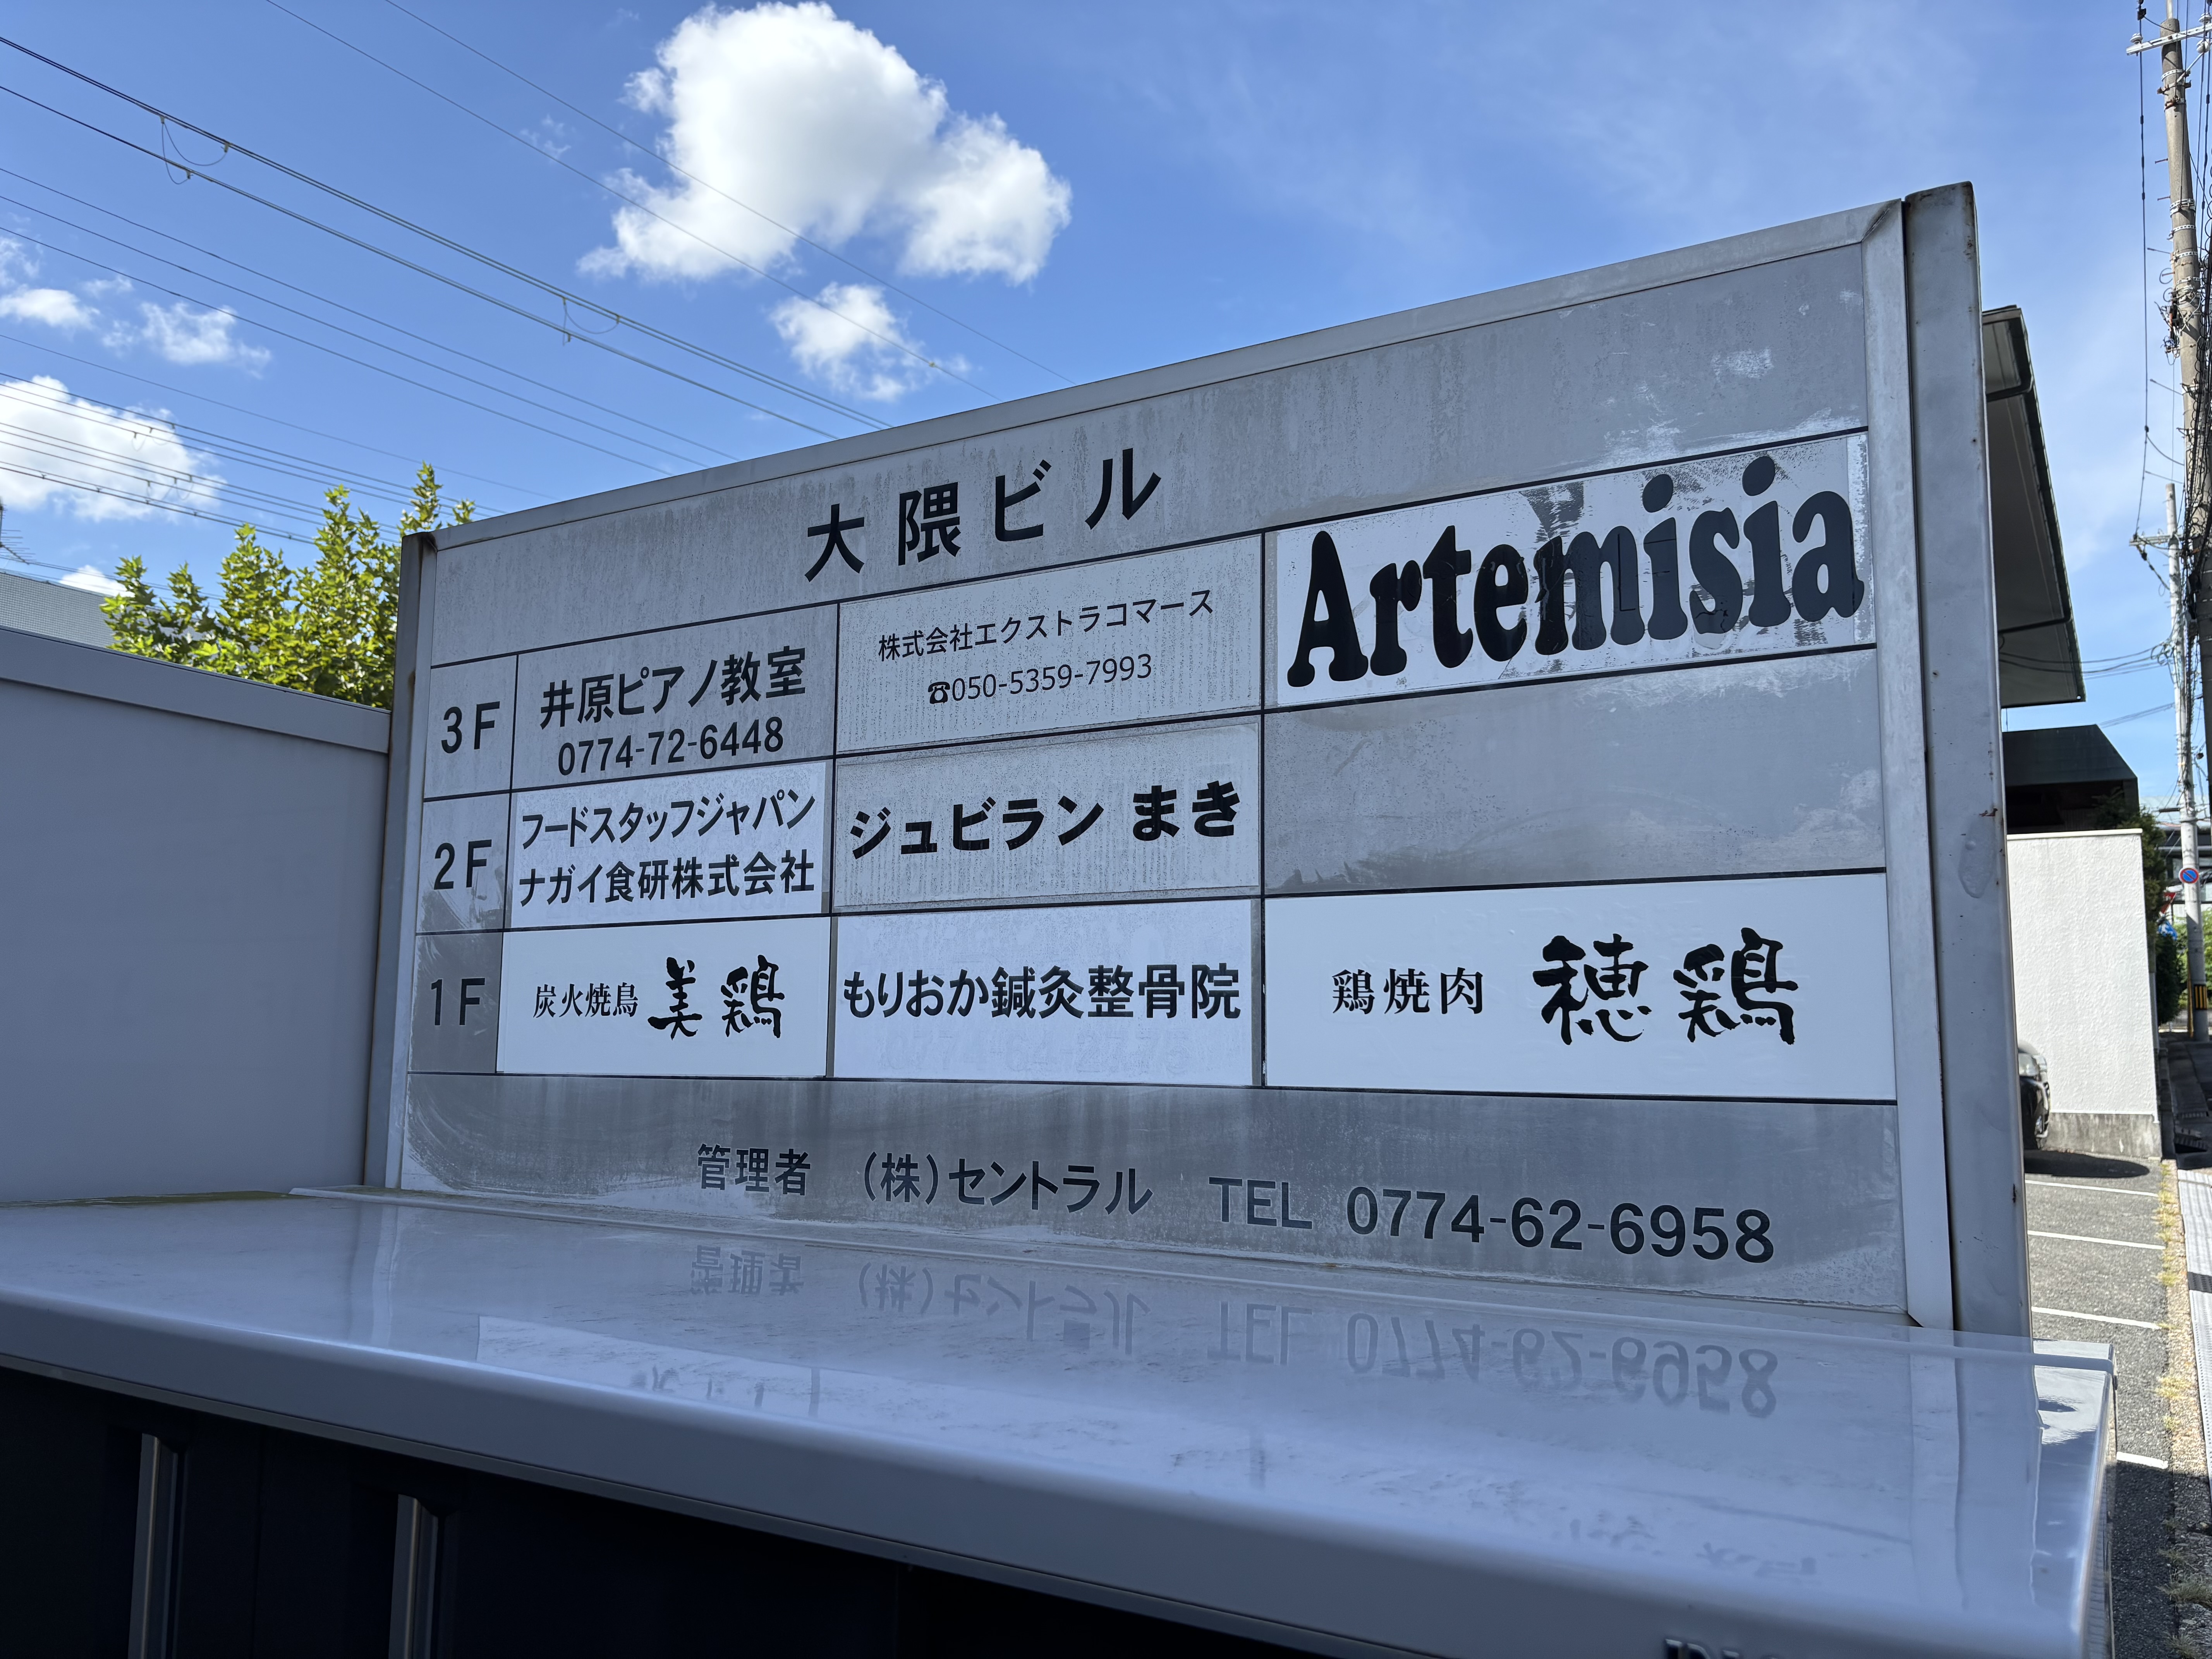 大隈ビル
3F
井原ピアノ教室
0774-72-6448
株式会社エクストラコマース
☎050-5359-7993
Artemisia
2F
フードスタッフジャパン
ナガイ食研株式会社
ジュビラン まき
1F
炭火焼鳥 美鶏
もりおか鍼灸整骨院
鶏焼肉 穂鶏
管理者 (株)セントラル TEL 0774-62-6958